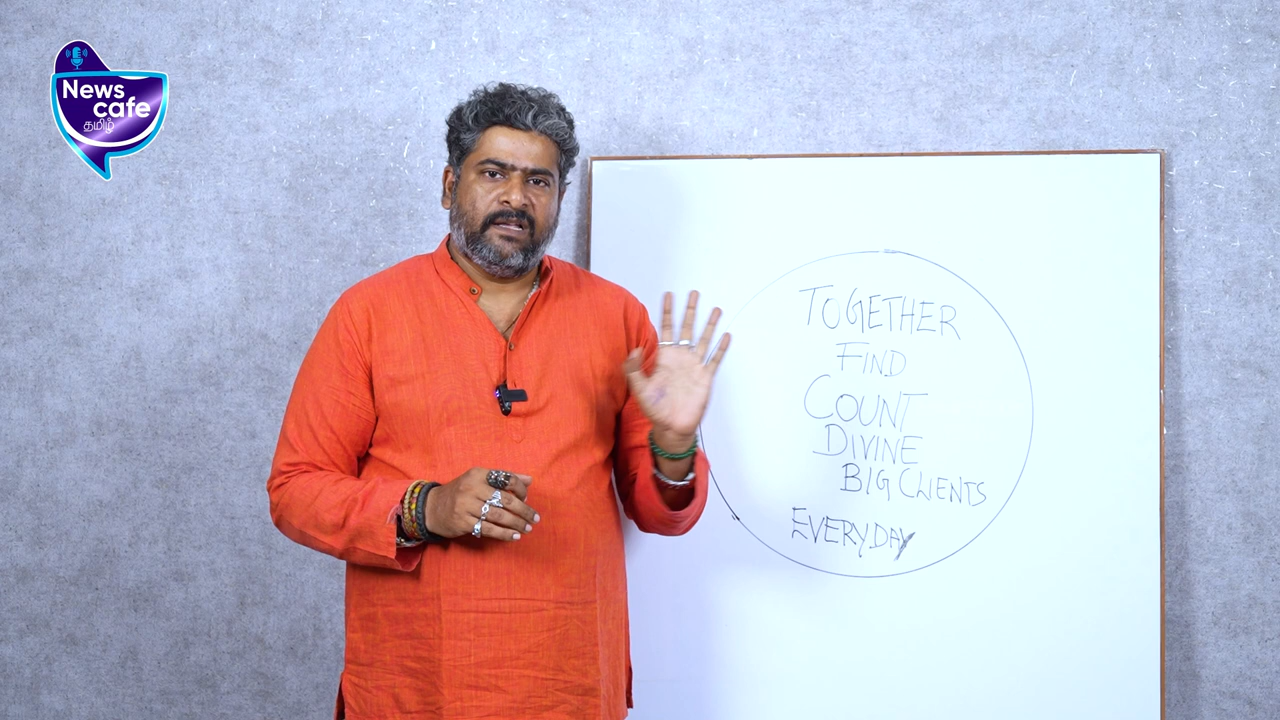 News
cafe
தமிழ்
TOGETHER
FIND
COUNT
DIVINE
BIG CLIENTS
EVERYDAY